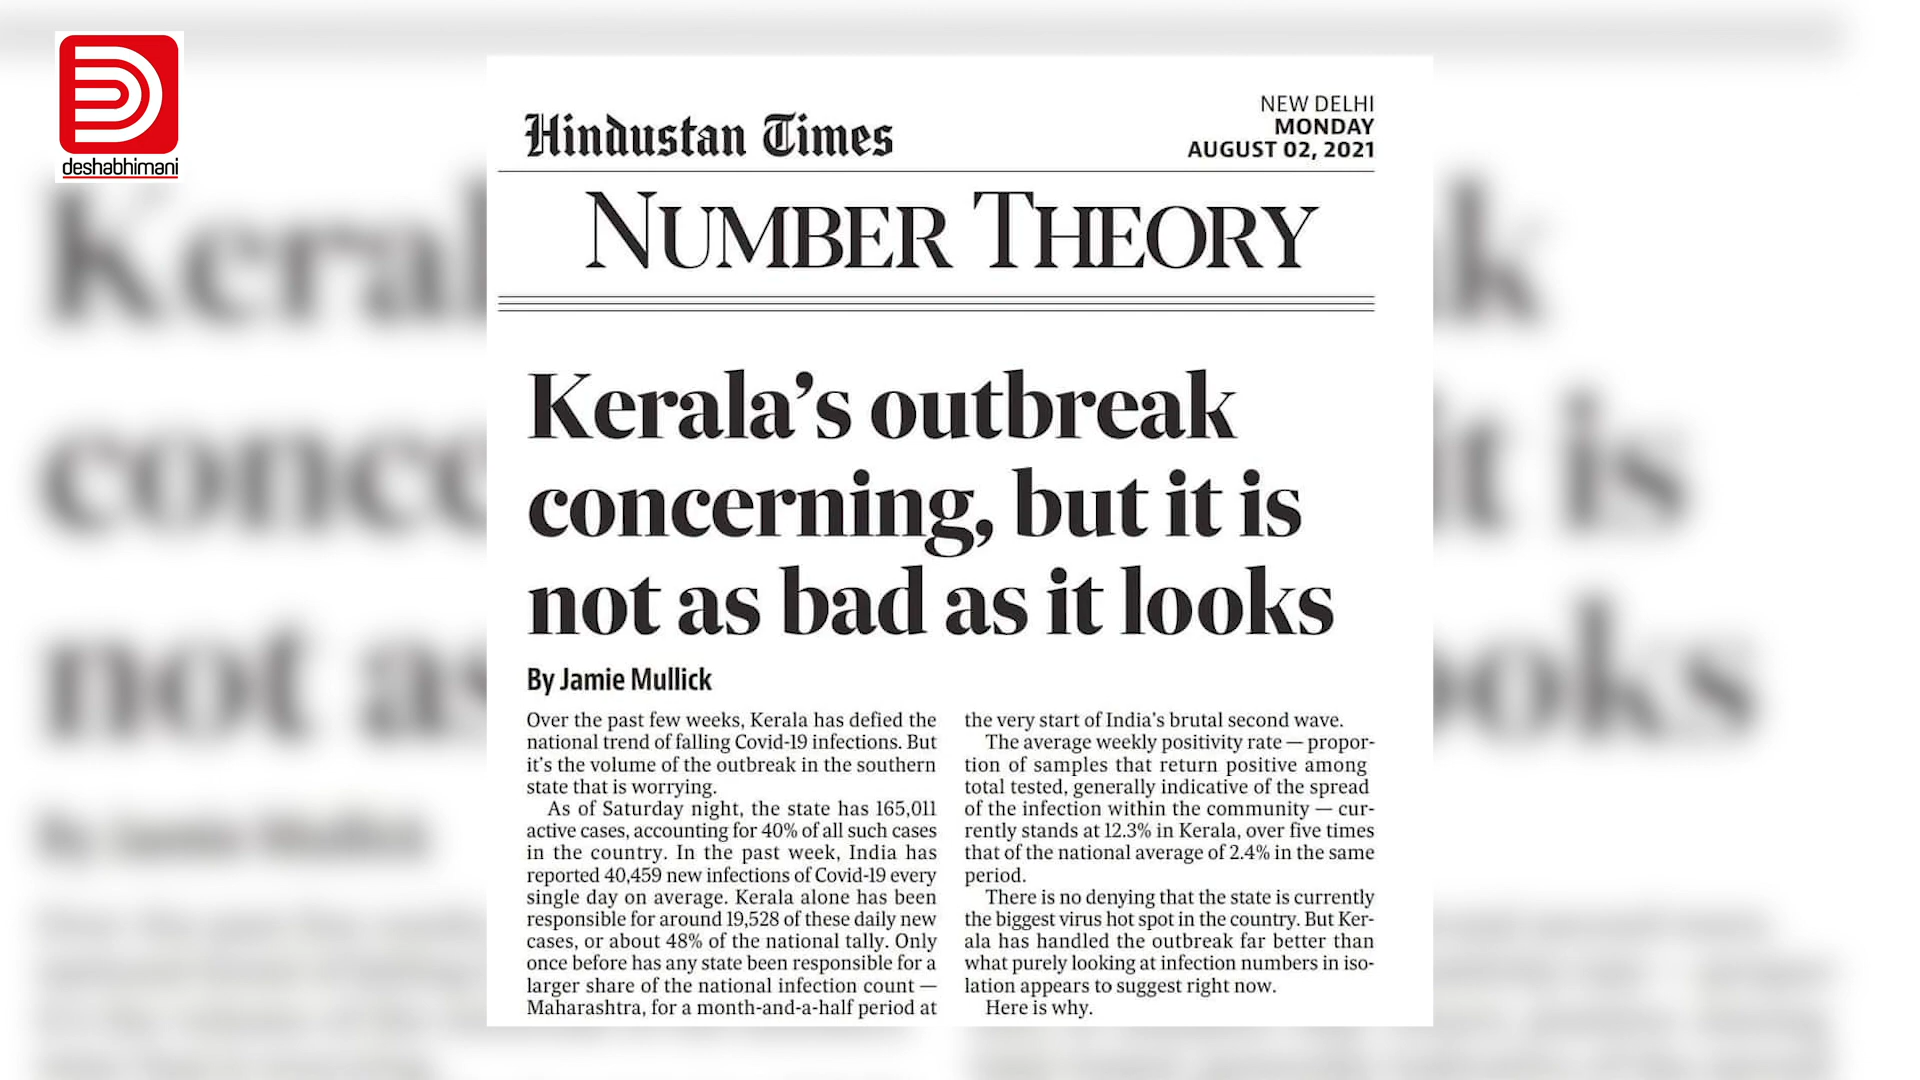 deshabhimani
Hindustan Times
NEW DELHI
MONDAY
AUGUST 02, 2021
NUMBER THEORY
Kerala’s outbreak
concerning, but it is
not as bad as it looks
By Jamie Mullick
Over the past few weeks, Kerala has defied the
national trend of falling Covid-19 infections. But
it’s the volume of the outbreak in the southern
state that is worrying.
As of Saturday night, the state has 165,011
active cases, accounting for 40% of all such cases
in the country. In the past week, India has
reported 40,459 new infections of Covid-19 every
single day on average. Kerala alone has been
responsible for around 19,528 of these daily new
cases, or about 48% of the national tally. Only
once before has any state been responsible for a
larger share of the national infection count —
Maharashtra, for a month-and-a-half period at
the very start of India’s brutal second wave.
The average weekly positivity rate — propor-
tion of samples that return positive among
total tested, generally indicative of the spread
of the infection within the community — cur-
rently stands at 12.3% in Kerala, over five times
that of the national average of 2.4% in the same
period.
There is no denying that the state is currently
the biggest virus hot spot in the country. But Ker-
ala has handled the outbreak far better than
what purely looking at infection numbers in iso-
lation appears to suggest right now.
Here is why.